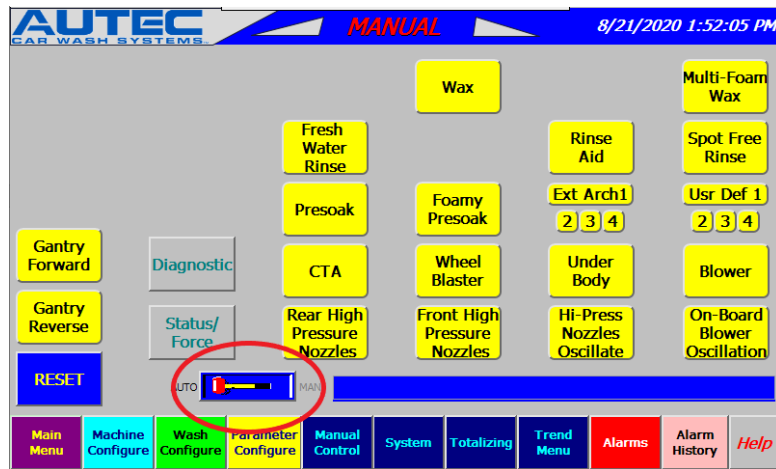 AUTEC
CAR WASH SYSTEMS
MANUAL
8/21/2020 1:52:05 PM
Wax
Multi-Foam
Wax
Fresh
Water
Rinse
Rinse
Aid
Spot Free
Rinse
Presoak
Foamy
Presoak
Ext Arch1
2 3 4
Usr Def 1
2 3 4
Gantry
Forward
Diagnostic
CTA
Wheel
Blaster
Under
Body
Blower
Gantry
Reverse
Status/
Force
Rear High
Pressure
Nozzles
Front High
Pressure
Nozzles
Hi-Press
Nozzles
Oscillate
On-Board
Blower
Oscillation
RESET
AUTO
MAN
Main
Menu
Machine
Configure
Wash
Configure
Parameter
Configure
Manual
Control
System
Totalizing
Trend
Menu
Alarms
Alarm
History
Help